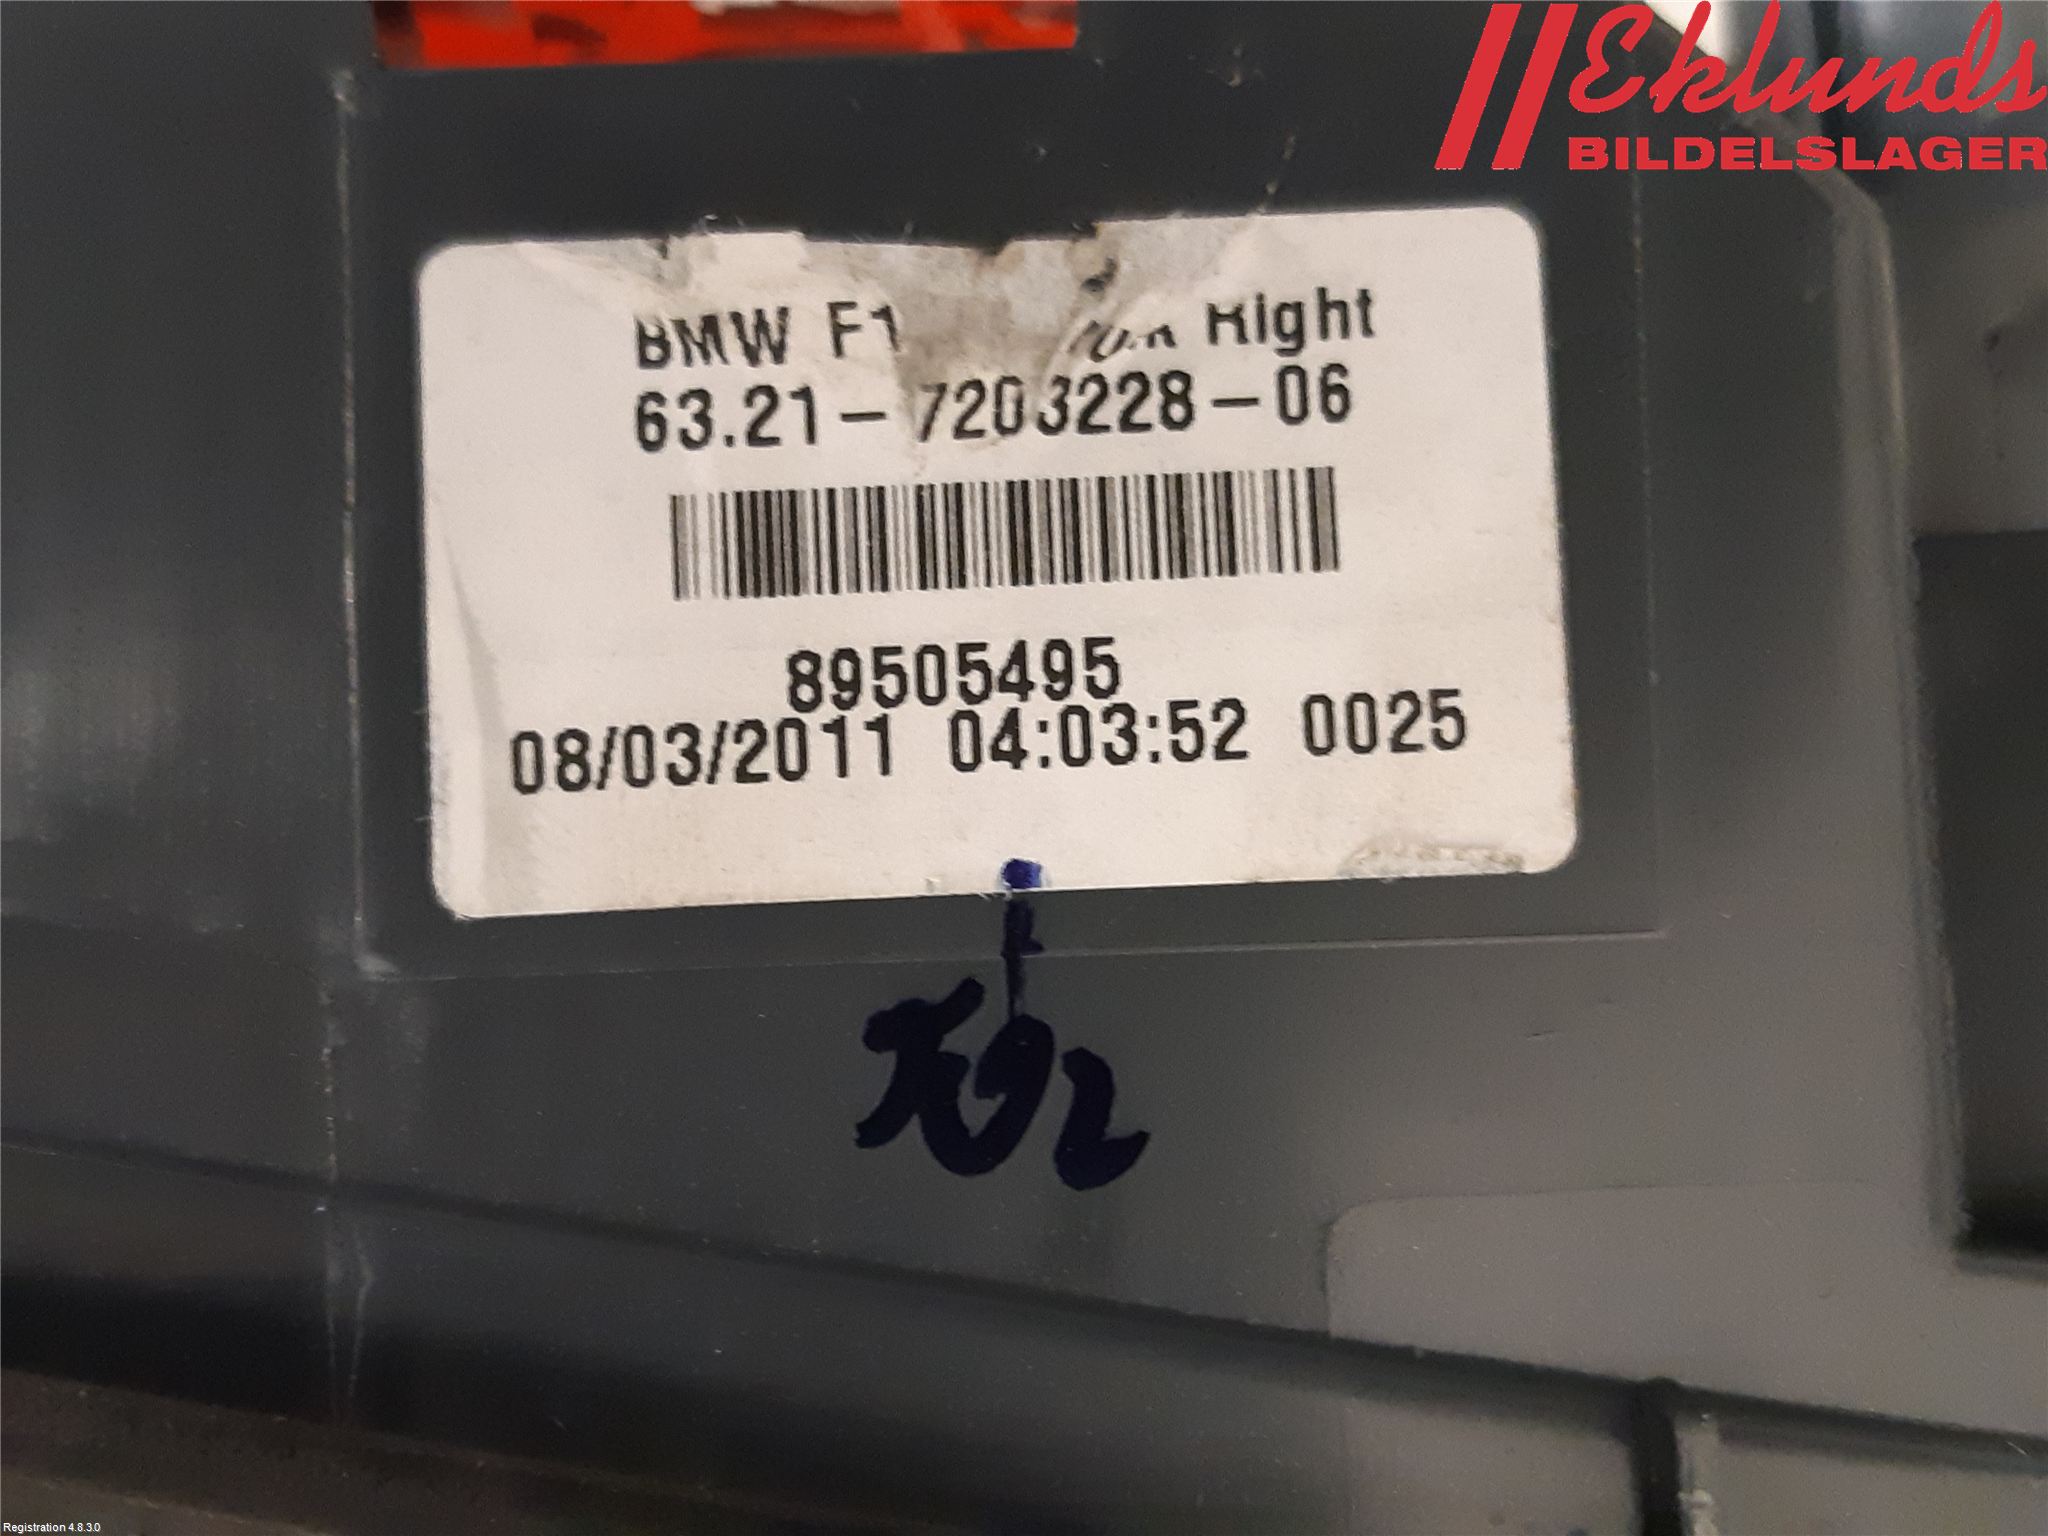 Eklunds
BILDELSLAGER
BMW F1 Right
63.21-7203228-06
89505495
08/03/2011 04:03:52 0025
Registration 4.8.3.0